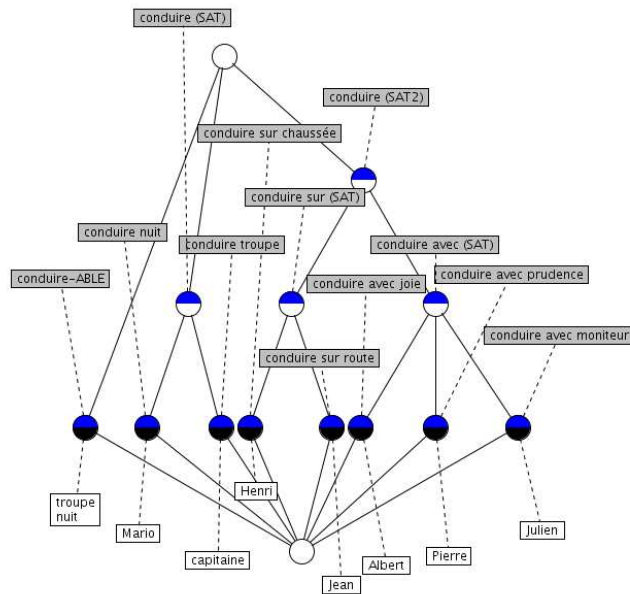 conduire (SAT)
conduire (SAT2)
conduire sur chaussée
conduire sur (SAT)
conduire nuit
conduire troupe
conduire avec (SAT)
conduire-ABLE
conduire avec joie
conduire avec prudence
conduire avec moniteur
conduire sur route
Henri
troupe
nuit
Mario
Julien
capitaine
Pierre
Albert
Jean